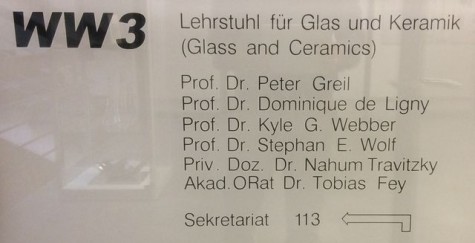 WW3
Lehrstuhl für Glas und Keramik
(Glass and Ceramics)
Prof. Dr. Peter Greil
Prof. Dr. Dominique de Ligny
Prof. Dr. Kyle G. Webber
Prof. Dr. Stephan E. Wolf
Priv. Doz. Dr. Nahum Travitzky
Akad.ORat Dr. Tobias Fey
Sekretariat 113